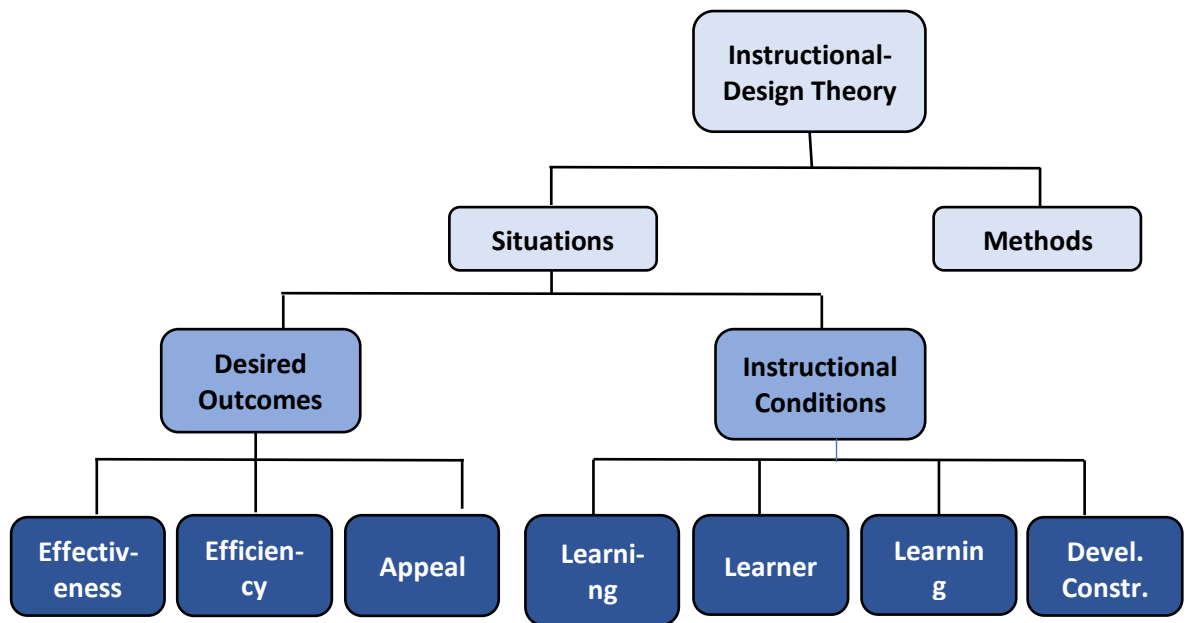 Instructional-
Design Theory
Situations
Methods
Desired
Outcomes
Instructional
Conditions
Effectiv-
eness
Efficien-
cy
Appeal
Learni-
ng
Learner
Learnin
g
Devel.
Constr.